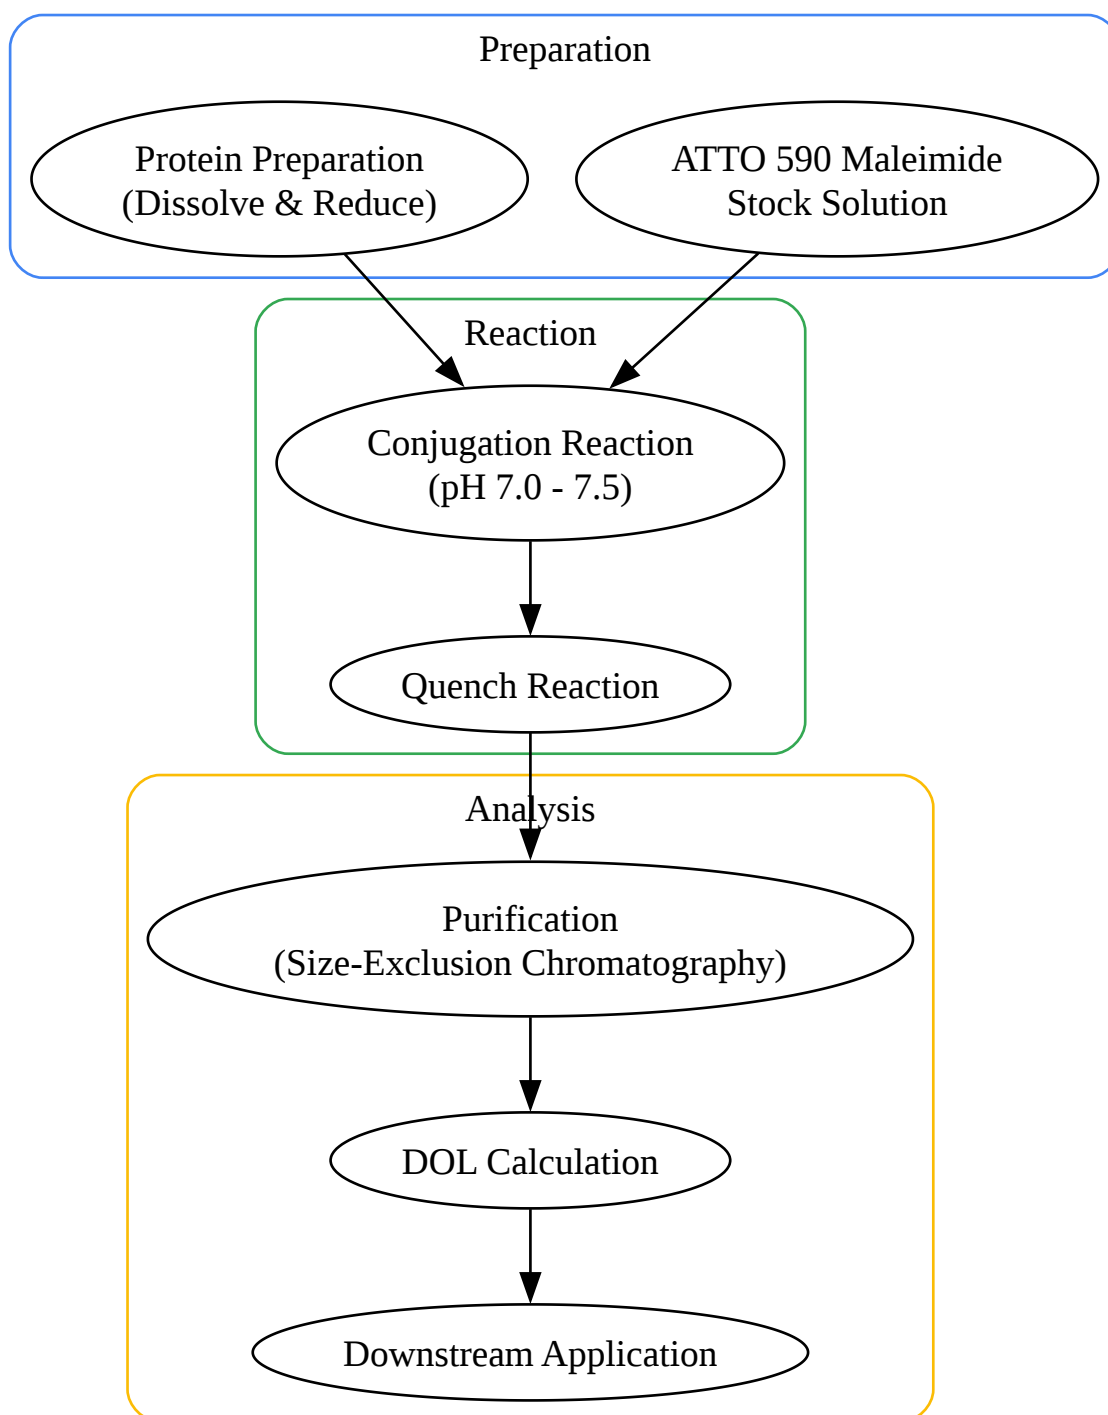 Preparation
Protein Preparation
(Dissolve & Reduce)
ATTO 590 Maleimide
Stock Solution
Reaction
Conjugation Reaction
(pH 7.0 - 7.5)
Quench Reaction
Analysis
Purification
(Size-Exclusion Chromatography)
DOL Calculation
Downstream Application